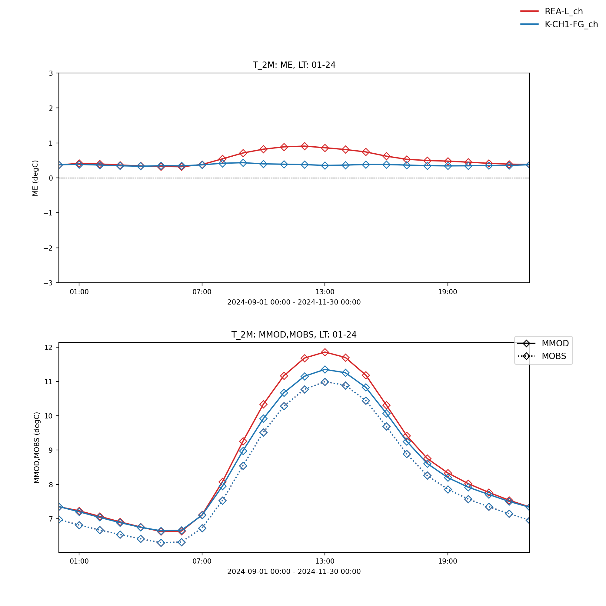 REA-L_ch
K-CH1-FG_ch
T_2M: ME, LT: 01-24
3
2
1
0
−1
−2
−3
ME (degC)
01:00 07:00 13:00 19:00
2024-09-01 00:00 - 2024-11-30 00:00
T_2M: MMOD,MOBS, LT: 01-24
MMOD
MOBS
12
11
10
9
8
7
MMOD,MOBS (degC)
01:00 07:00 13:00 19:00
2024-09-01 00:00 - 2024-11-30 00:00